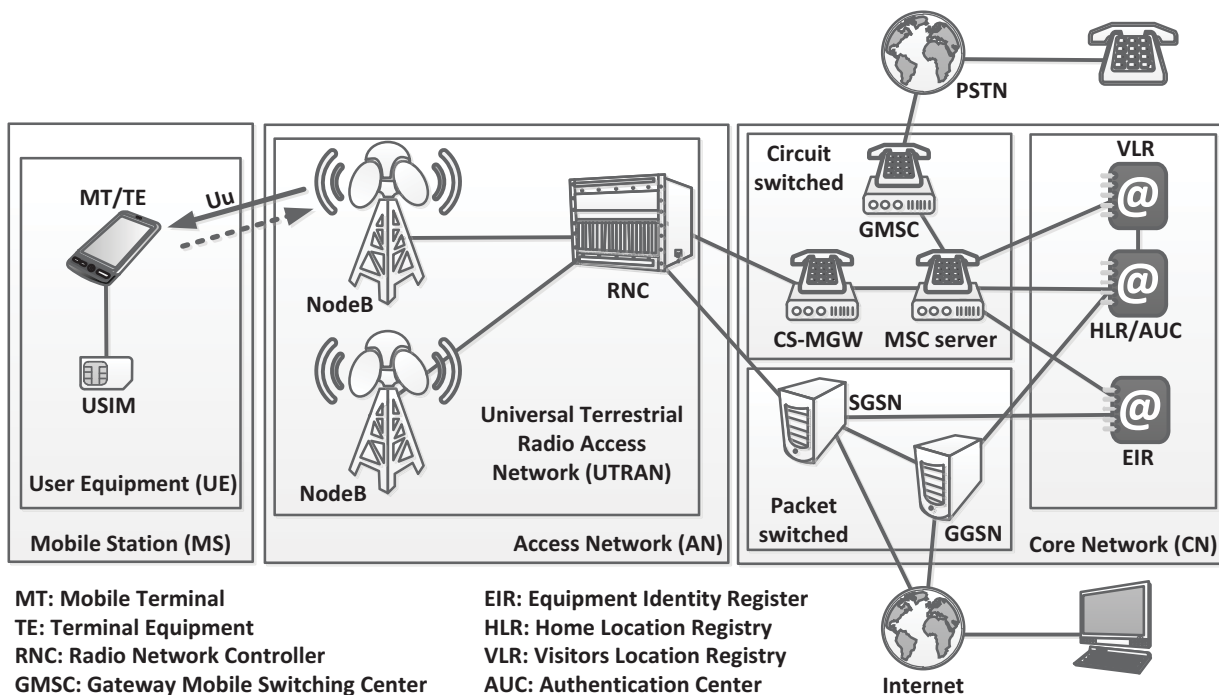 PSTN
Circuit
switched
VLR
MT/TE
Uu
GMSC
NodeB
RNC
CS-MGW
MSC server
HLR/AUC
USIM
SGSN
Universal Terrestrial
Radio Access
Network (UTRAN)
EIR
User Equipment (UE)
NodeB
Packet
switched
GGSN
Mobile Station (MS)
Access Network (AN)
Core Network (CN)
@
@
@
MT: Mobile Terminal
TE: Terminal Equipment
RNC: Radio Network Controller
GMSC: Gateway Mobile Switching Center
EIR: Equipment Identity Register
HLR: Home Location Registry
VLR: Visitors Location Registry
AUC: Authentication Center
Internet